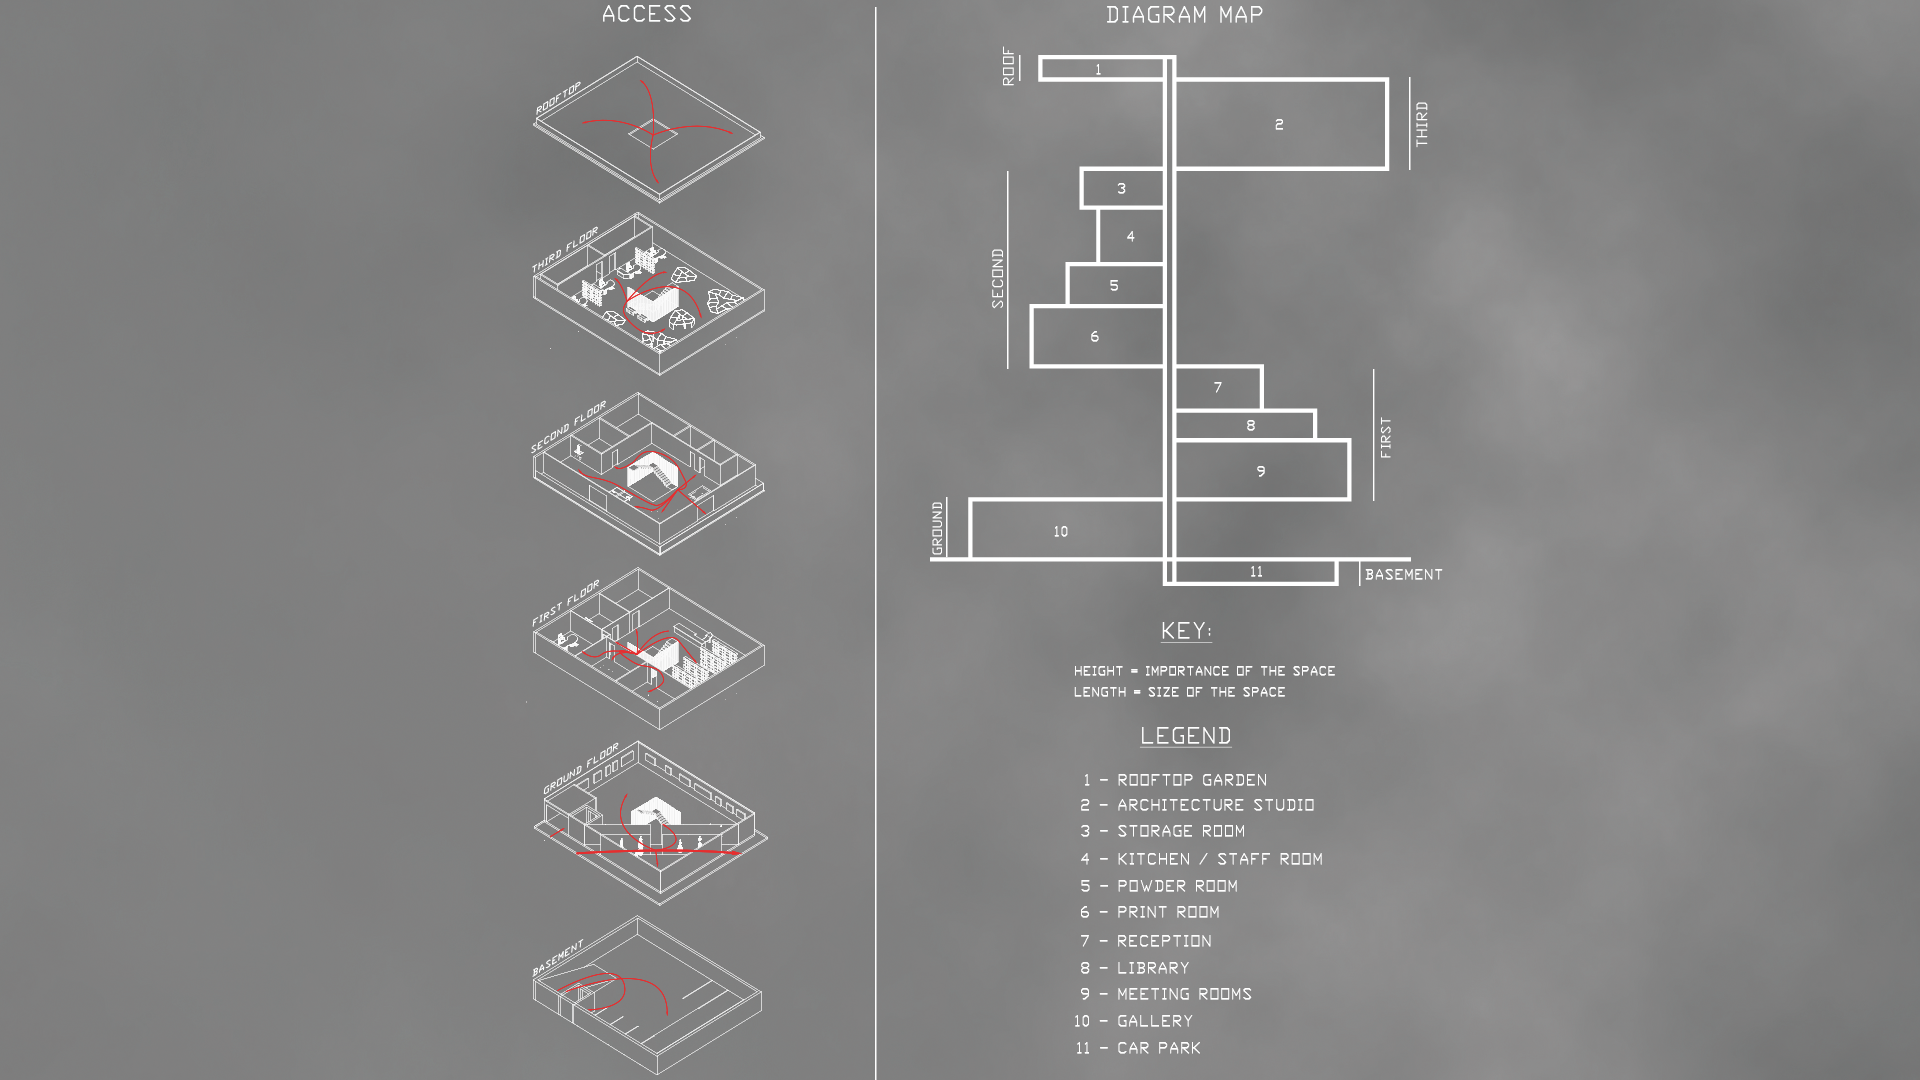 ACCESS
ROOFTOP
THIRD FLOOR
SECOND FLOOR
FIRST FLOOR
GROUND FLOOR
BASEMENT
DIAGRAM MAP
ROOF
1
2
THIRD
3
4
SECOND
5
6
7
8
FIRST
9
GROUND
10
11
BASEMENT
KEY:
HEIGHT = IMPORTANCE OF THE SPACE
LENGTH = SIZE OF THE SPACE
LEGEND
1 - ROOFTOP GARDEN
2 - ARCHITECTURE STUDIO
3 - STORAGE ROOM
4 - KITCHEN / STAFF ROOM
5 - POWDER ROOM
6 - PRINT ROOM
7 - RECEPTION
8 - LIBRARY
9 - MEETING ROOMS
10 - GALLERY
11 - CAR PARK